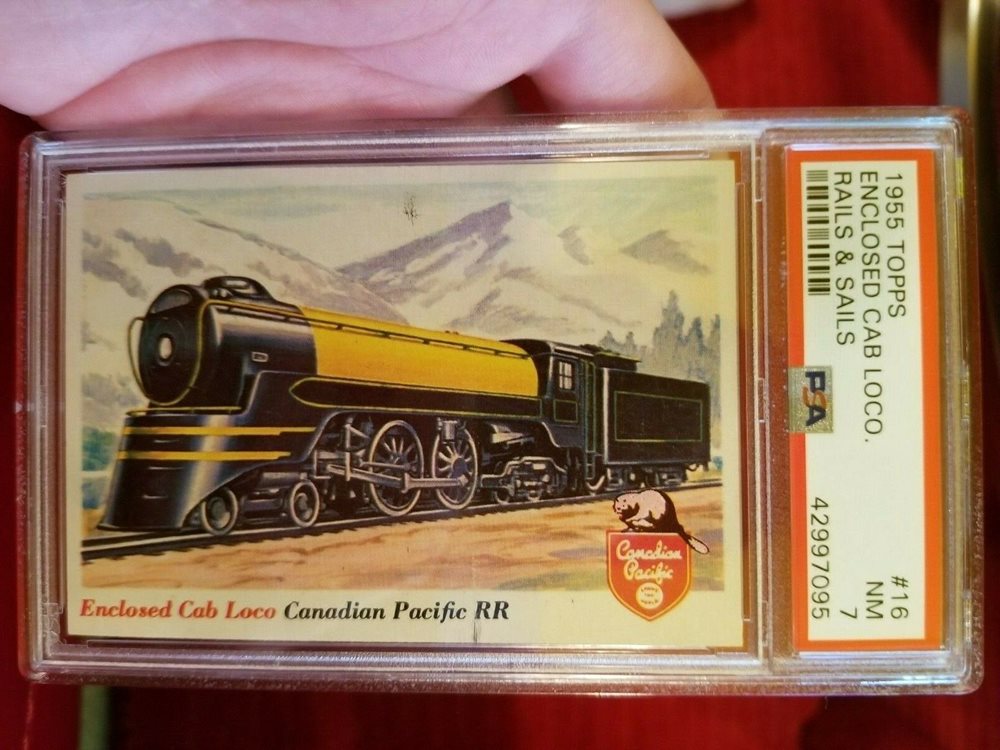 Enclosed Cab Loco Canadian Pacific RR
Canadian
Pacific
1955 TOPPS
ENCLOSED CAB LOCO.
RAILS & SAILS
PSA
#16
NM 7
42997095